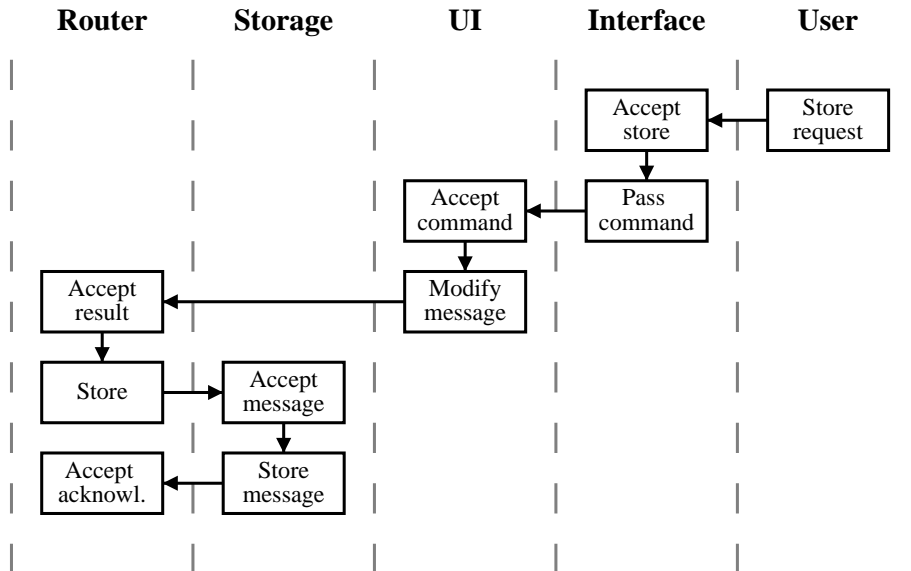 Router Storage UI Interface User
Accept
store
Store
request
Accept
command
Pass
command
Accept
result
Modify
message
Store
Accept
message
Accept
acknowl.
Store
message